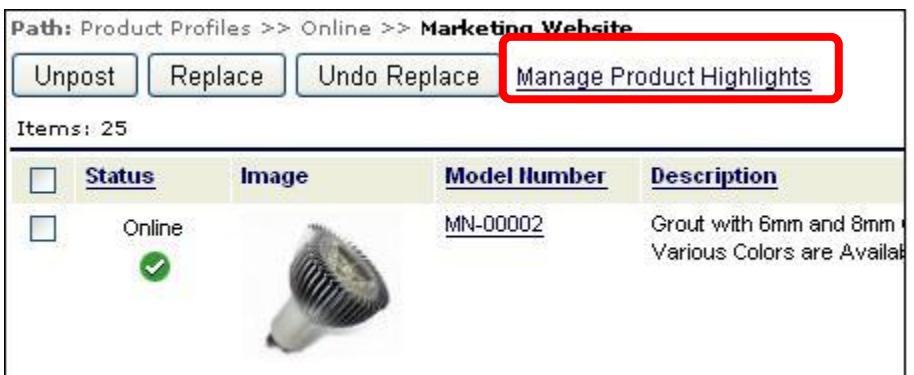 Path: Product Profiles >> Online >> Marketing Website
Unpost Replace Undo Replace Manage Product Highlights
Items: 25
Status Image Model Number Description
Online MN-00002 Grout with 6mm and 8mm
Various Colors are